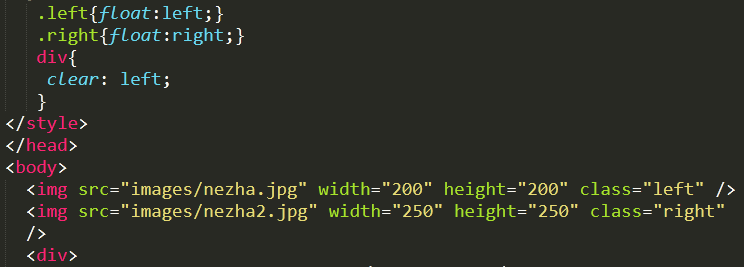 .left{float:left;}
.right{float:right;}
div{
clear: left;
}
</style>
</head>
<body>
<img src="images/nezha.jpg" width="200" height="200" class="left" />
<img src="images/nezha2.jpg" width="250" height="250" class="right"
/>
<div>